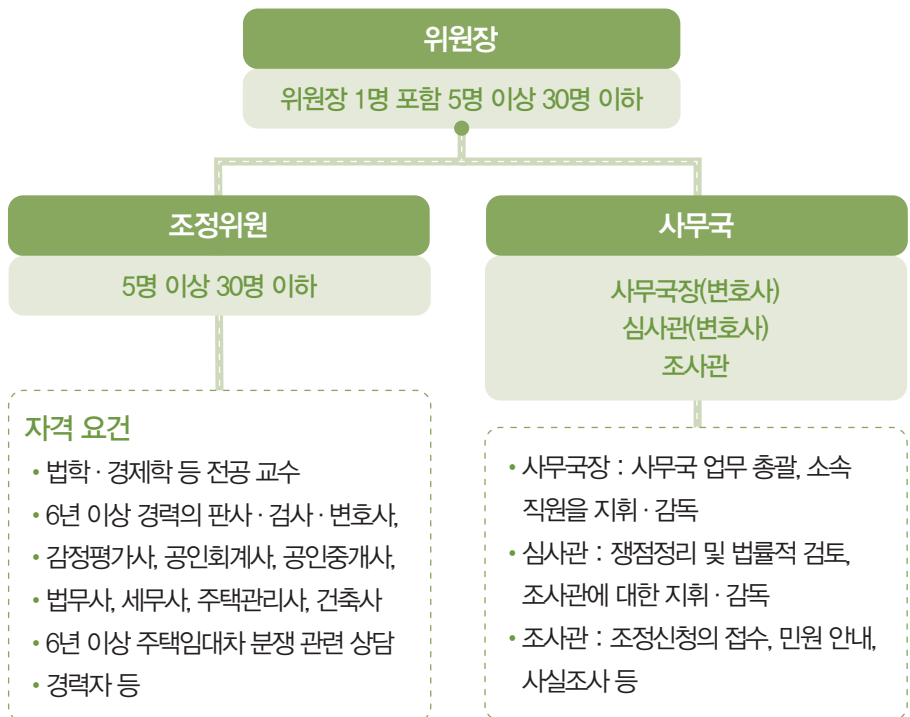 위원장
위원장 1명 포함 5명 이상 30명 이하
조정위원
5명 이상 30명 이하
자격 요건
• 법학 · 경제학 등 전공 교수
• 6년 이상 경력의 판사 · 검사 · 변호사,
• 감정평가사, 공인회계사, 공인중개사,
• 법무사, 세무사, 주택관리사, 건축사
• 6년 이상 주택임대차 분쟁 관련 상담
• 경력자 등
사무국
사무국장(변호사)
심사관(변호사)
조사관
• 사무국장 : 사무국 업무 총괄, 소속
직원을 지휘 · 감독
• 심사관 : 쟁점정리 및 법률적 검토,
조사관에 대한 지휘 · 감독
• 조사관 : 조정신청의 접수, 민원 안내,
사실조사 등